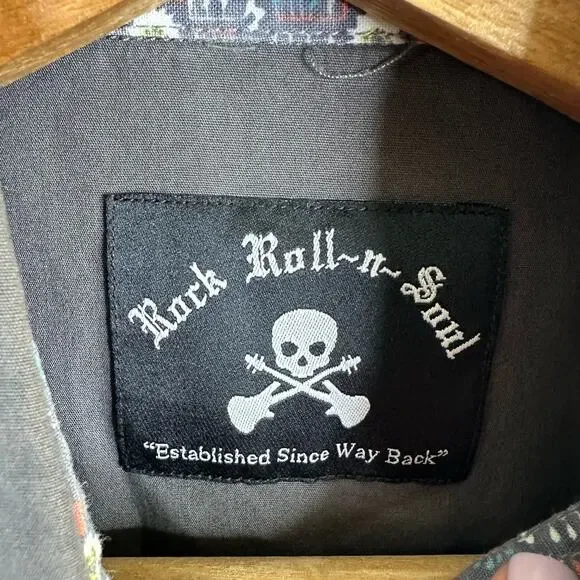 Rock Roll~n~Soul
“Established Since Way Back”